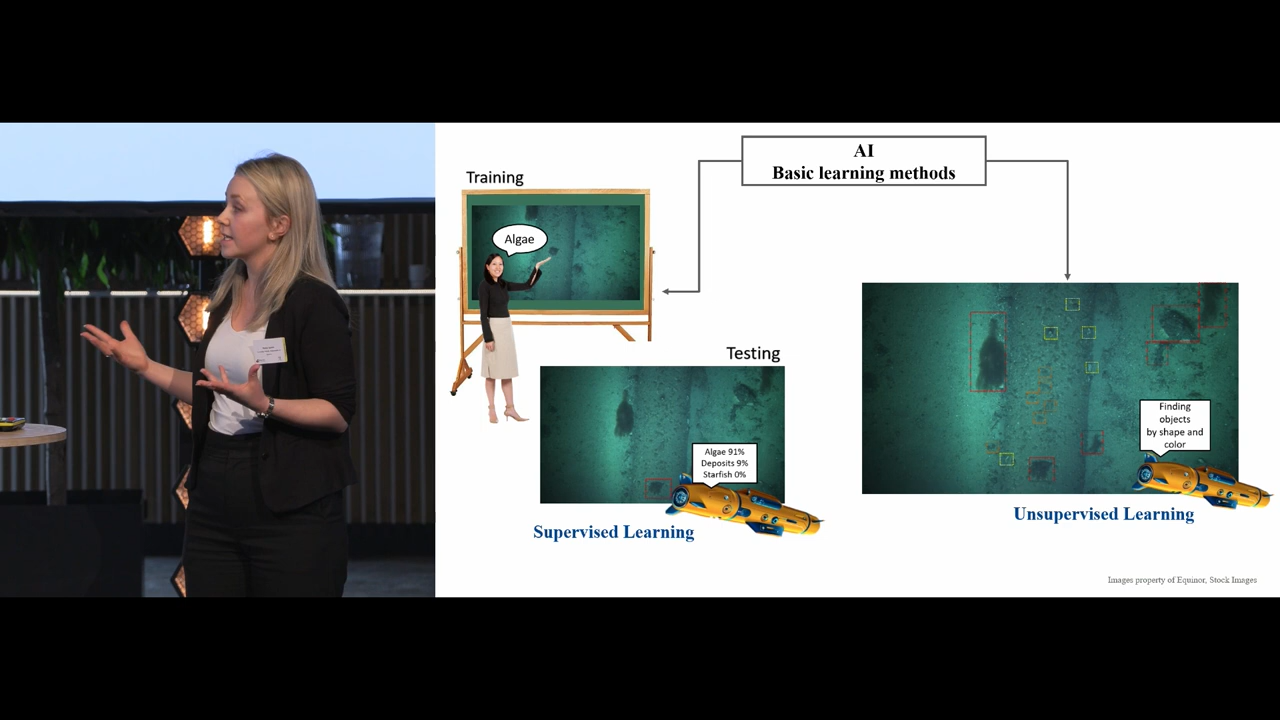 AI
Basic learning methods
Training
Algae
Testing
Algae 91%
Deposits 9%
Starfish 0%
Supervised Learning
Finding
objects
by shape and
color
Unsupervised Learning
Images property of Equinor, Stock Images